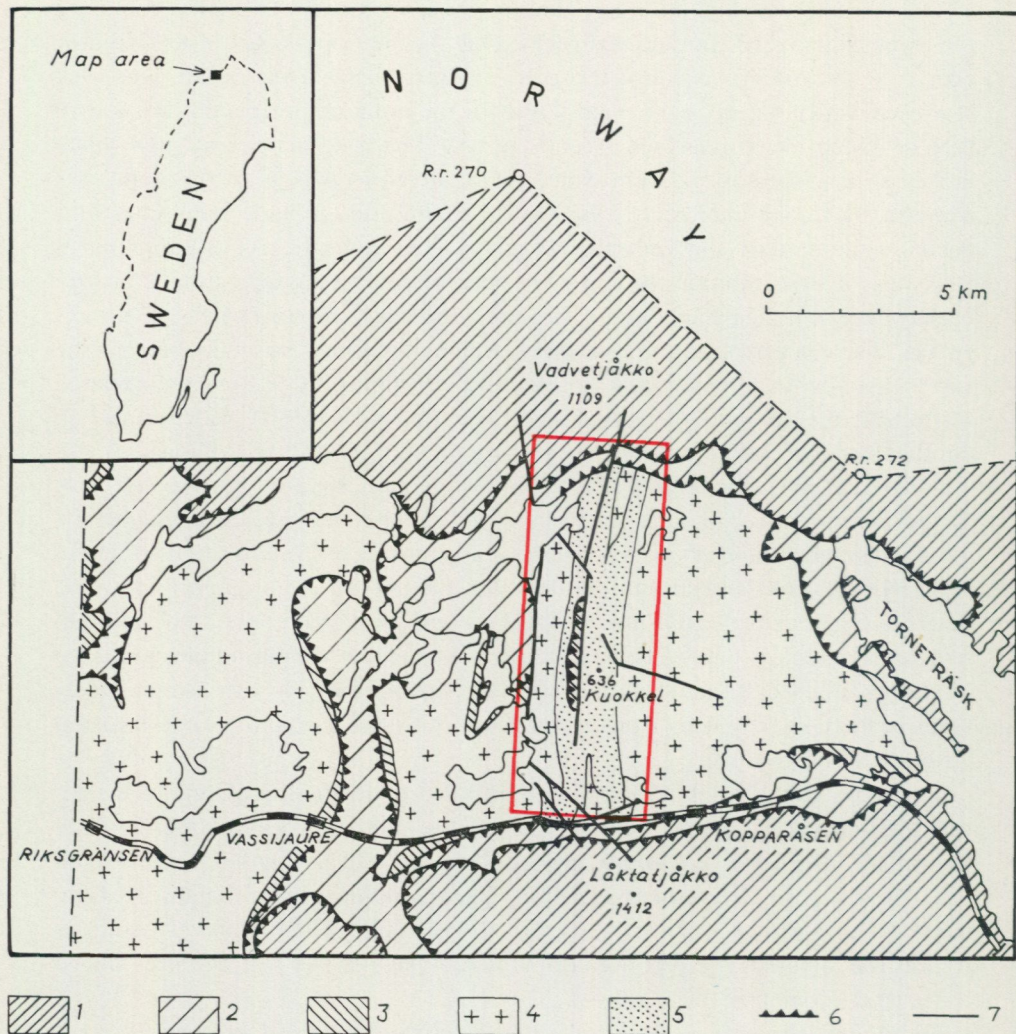 Map area
SWEDEN
NORWAY
R.r. 270
0 5 km
Vadvetjåkko
1109
R.r. 272
TORNETRÄSK
636
Kuokkel
RIKSGRÄNSEN
VASSIJAURE
KOPPARÅSEN
Låktatjåkko
1412
1 2 3 4 5 6 7